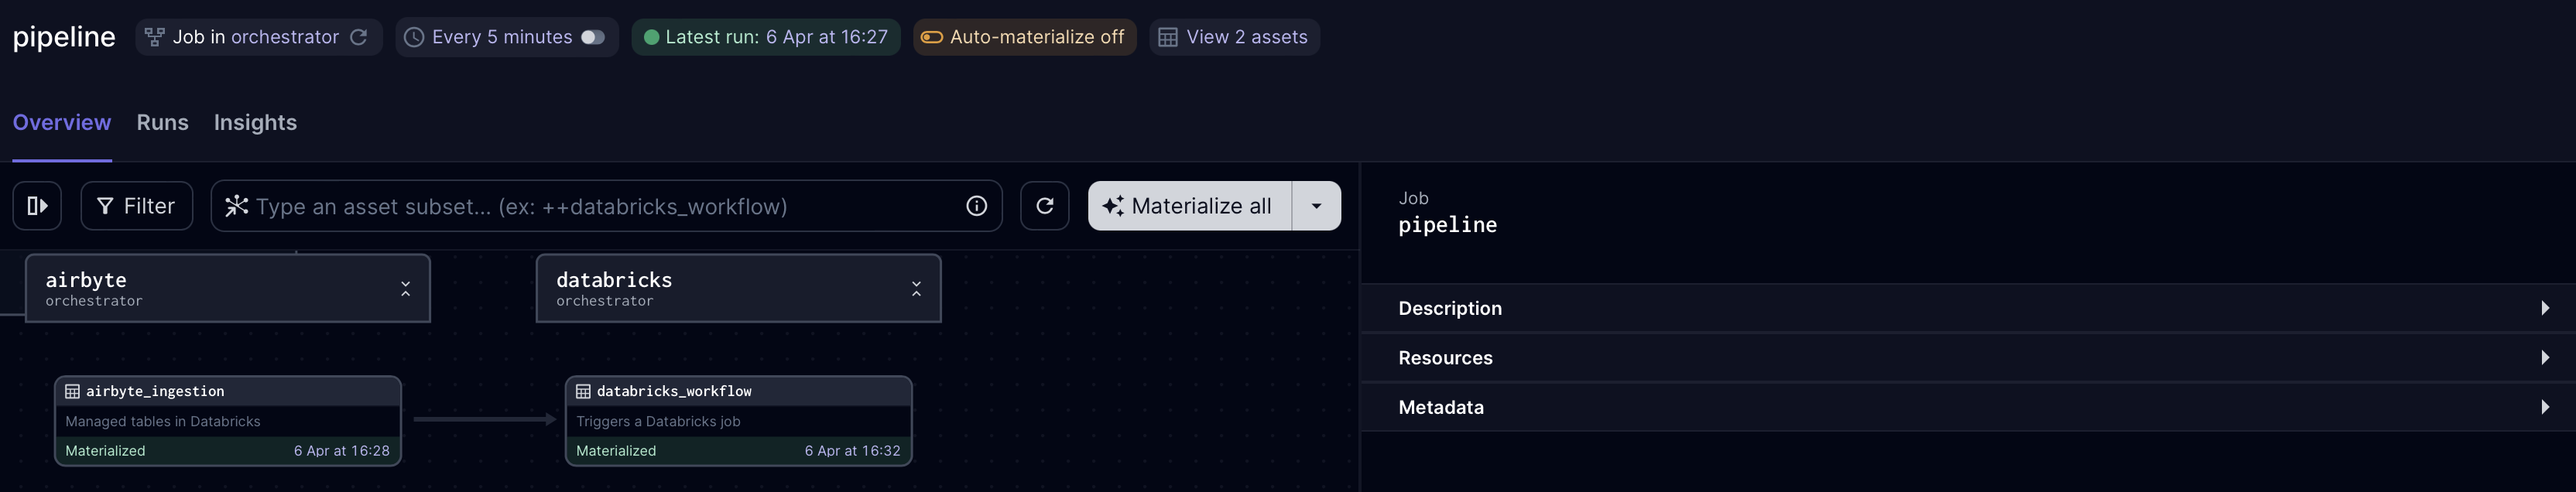 pipeline Job in orchestrator Every 5 minutes Latest run: 6 Apr at 16:27 Auto-materialize off View 2 assets
Overview Runs Insights
Filter Type an asset subset... (ex: ++databricks_workflow) Materialize all
Job
pipeline
airbyte
orchestrator
databricks
orchestrator
Description
Resources
Metadata
airbyte_ingestion
Managed tables in Databricks
Materialized 6 Apr at 16:28
databricks_workflow
Triggers a Databricks job
Materialized 6 Apr at 16:32